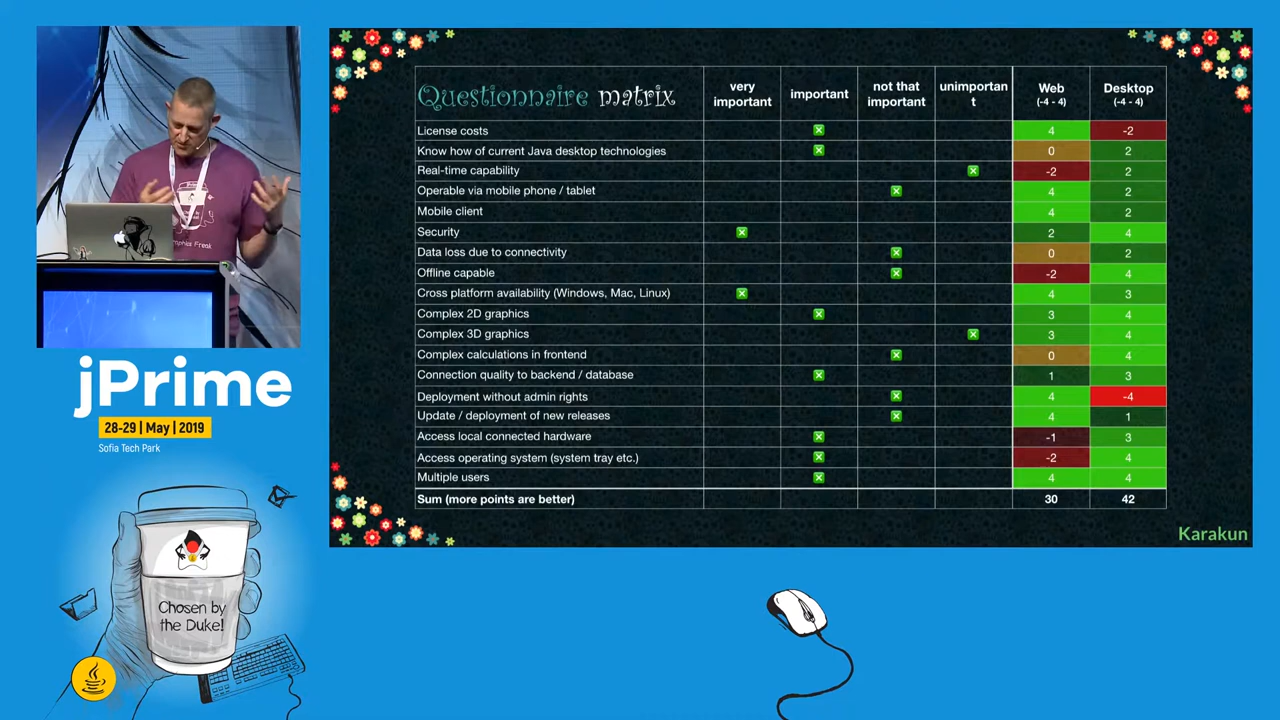 Graphics Freak
jPrime
28-29 | May | 2019
Sofia Tech Park
Chosen by
the Duke!
Questionnaire matrix
very
important
important
not that
important
unimportan
t
Web
(-4 - 4)
Desktop
(-4 - 4)
License costs 4 -2
Know how of current Java desktop technologies 0 2
Real-time capability -2 2
Operable via mobile phone / tablet 4 2
Mobile client 4 2
Security 2 4
Data loss due to connectivity 0 2
Offline capable -2 4
Cross platform availability (Windows, Mac, Linux) 4 3
Complex 2D graphics 3 4
Complex 3D graphics 3 4
Complex calculations in frontend 0 4
Connection quality to backend / database 1 3
Deployment without admin rights 4 -4
Update / deployment of new releases 4 1
Access local connected hardware -1 3
Access operating system (system tray etc.) -2 4
Multiple users 4 4
Sum (more points are better) 30 42
Karakun